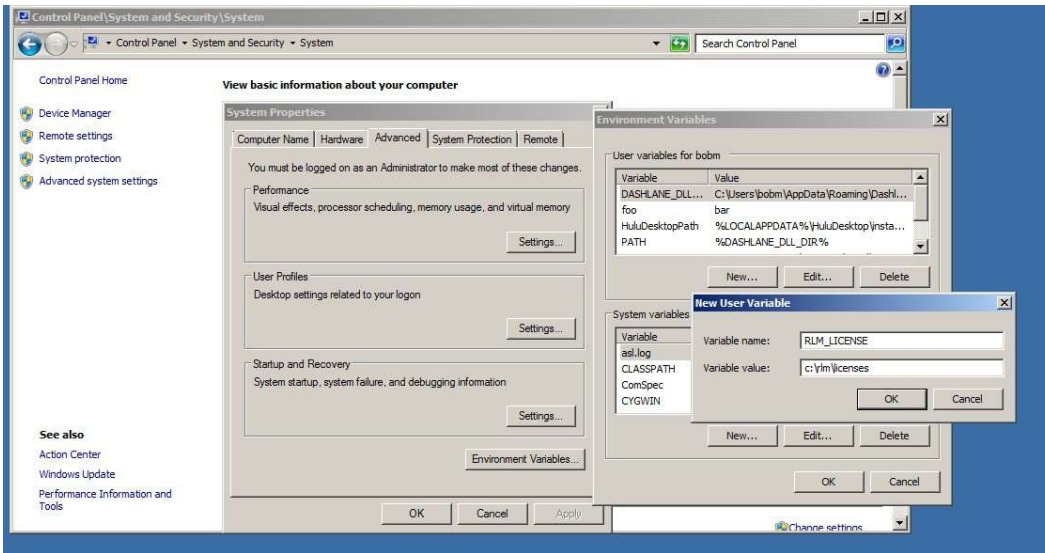 Control Panel\System and Security\System
Control Panel System and Security System
Search Control Panel
Control Panel Home
Device Manager
Remote settings
System protection
Advanced system settings
See also
Action Center
Windows Update
Performance Information and
Tools
View basic information about your computer
System Properties
Computer Name Hardware Advanced System Protection Remote
You must be logged on as an Administrator to make most of these changes.
Performance
Visual effects, processor scheduling, memory usage, and virtual memory
Settings...
User Profiles
Desktop settings related to your logon
Settings...
Startup and Recovery
System startup, system failure, and debugging information
Settings...
Environment Variables...
OK Cancel Apply
Environment Variables
User variables for bobm
Variable Value
DASHLANE_DLL... C:\Users\bobm\AppData\Roaming\Dashl...
foo bar
HuluDesktopPath %LOCALAPPDATA%\HuluDesktop\insta...
PATH %DASHLANE_DLL_DIR%
New... Edit... Delete
System variables
Variable
asl.log
CLASSPATH
ComSpec
CYGWIN
New... Edit... Delete
OK Cancel
New User Variable
Variable name: RLM_LICENSE
Variable value: c:\rlm\licenses
OK Cancel
Change settings